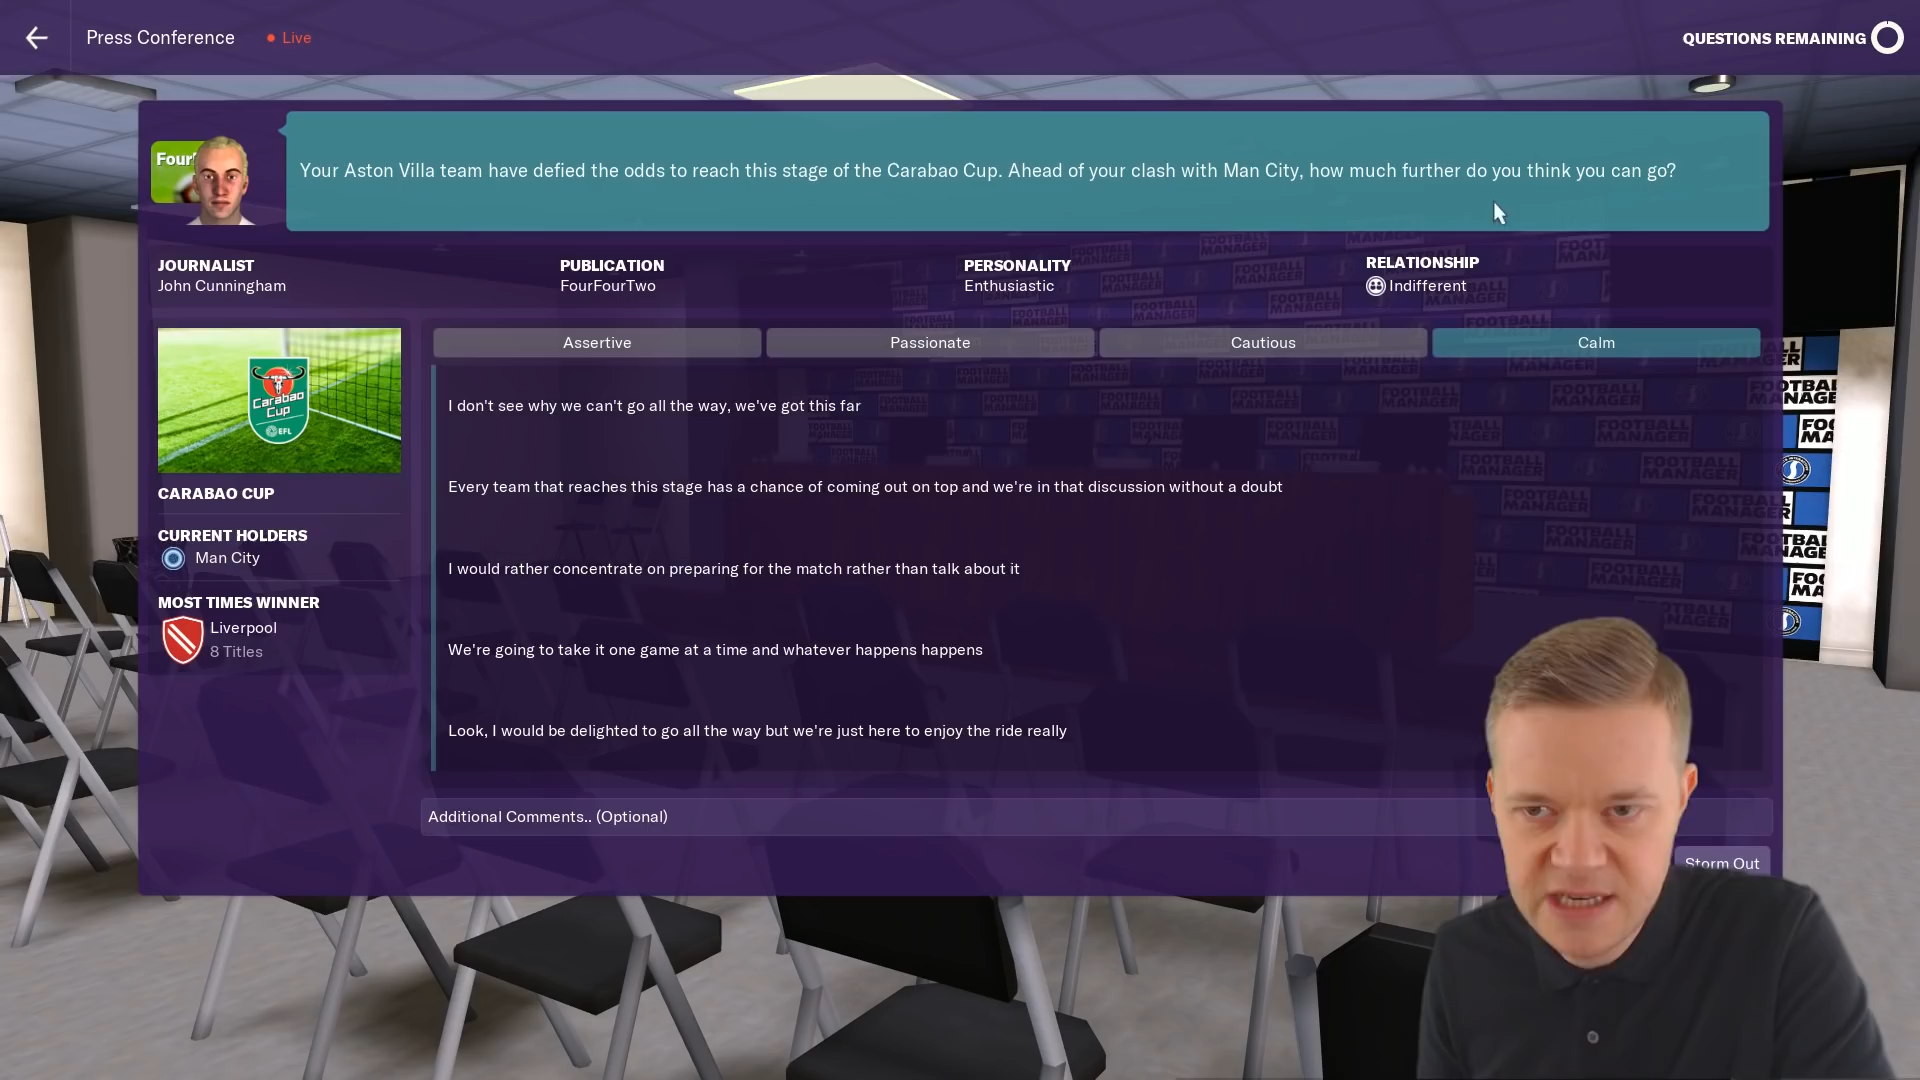 Press Conference
Live
QUESTIONS REMAINING
Four
Your Aston Villa team have defied the odds to reach this stage of the Carabao Cup. Ahead of your clash with Man City, how much further do you think you can go?
JOURNALIST
John Cunningham
PUBLICATION
FourFourTwo
PERSONALITY
Enthusiastic
RELATIONSHIP
Indifferent
Assertive
Passionate
Cautious
Calm
Carabao
Cup
EFL
CARABAO CUP
CURRENT HOLDERS
Man City
MOST TIMES WINNER
Liverpool
8 Titles
I don't see why we can't go all the way, we've got this far
Every team that reaches this stage has a chance of coming out on top and we're in that discussion without a doubt
I would rather concentrate on preparing for the match rather than talk about it
We're going to take it one game at a time and whatever happens happens
Look, I would be delighted to go all the way but we're just here to enjoy the ride really
Additional Comments.. (Optional)
Storm Out
FOOTBALL
MANAGER